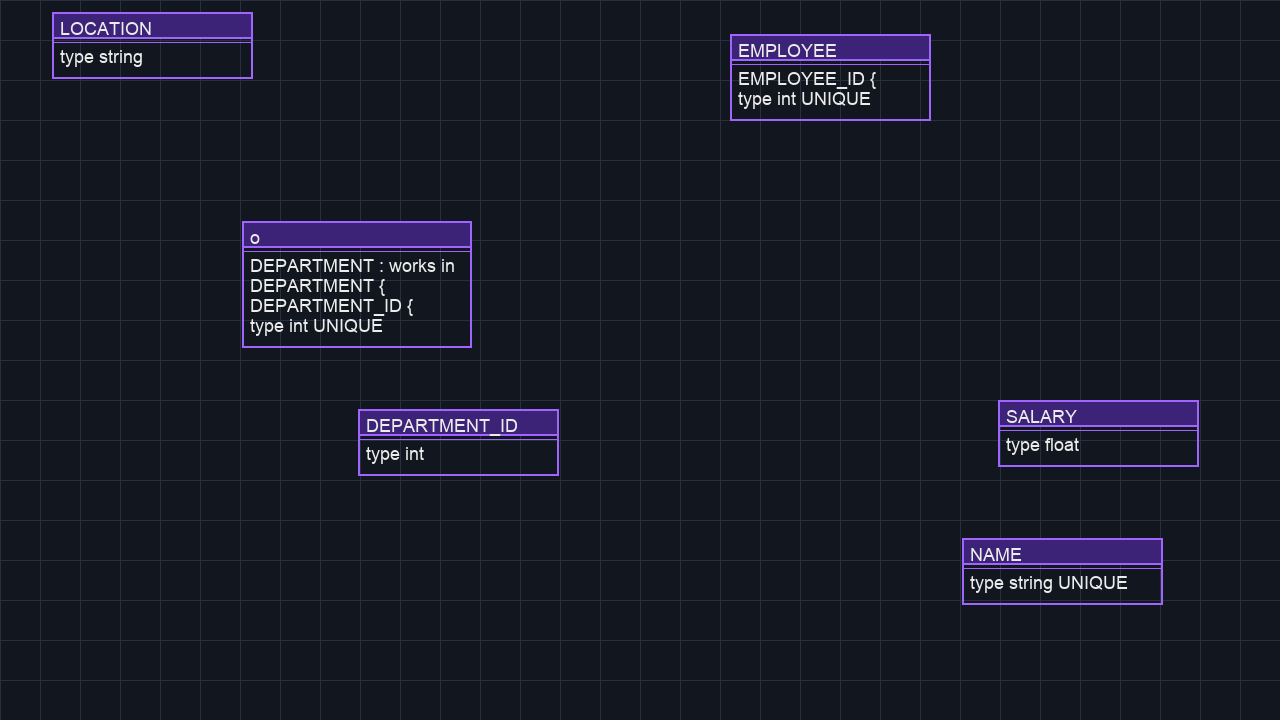 LOCATION
type string
EMPLOYEE
EMPLOYEE_ID {
type int UNIQUE
o
DEPARTMENT : works in
DEPARTMENT {
DEPARTMENT_ID {
type int UNIQUE
DEPARTMENT_ID
type int
SALARY
type float
NAME
type string UNIQUE